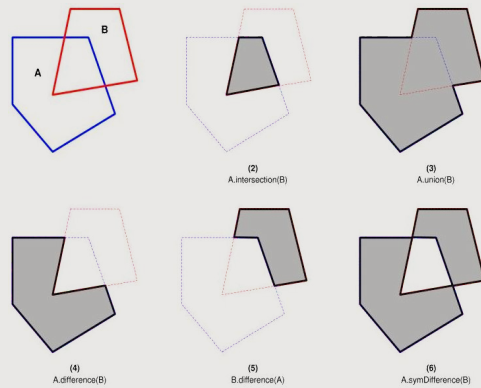 A
B
(2)
A.intersection(B)
(3)
A.union(B)
(4)
A.difference(B)
(5)
B.difference(A)
(6)
A.symDifference(B)